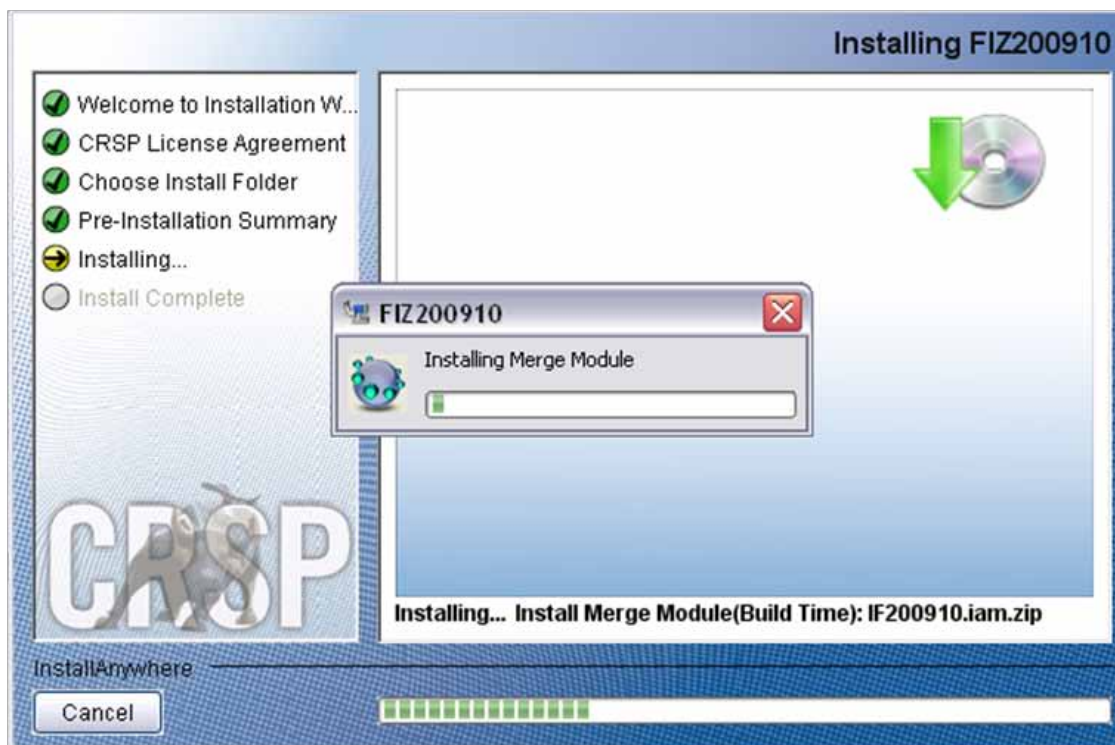 Installing FIZ200910
Welcome to Installation W...
CRSP License Agreement
Choose Install Folder
Pre-Installation Summary
Installing...
Install Complete
FIZ200910
Installing Merge Module
CRSP
Installing... Install Merge Module(Build Time): IF200910.iam.zip
InstallAnywhere
Cancel